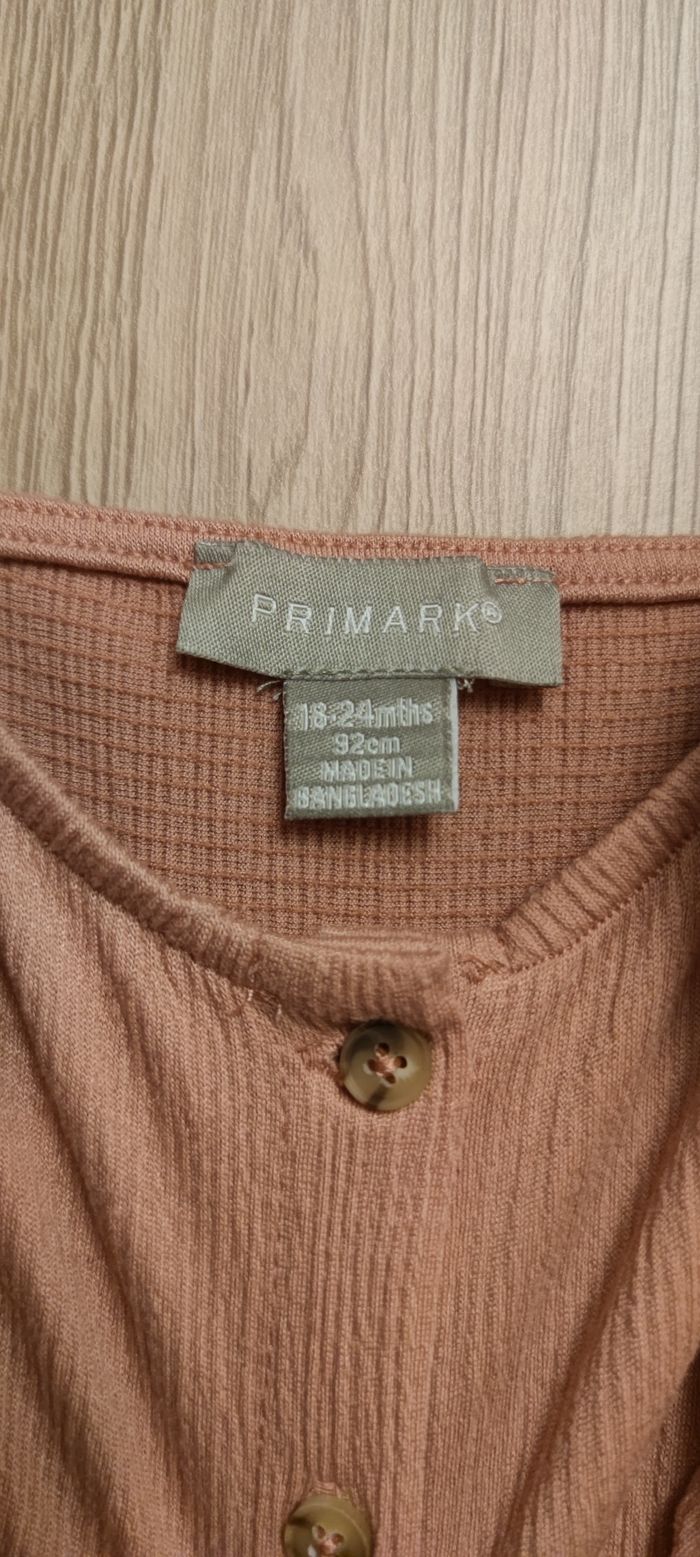 PRIMARK®
18-24mths
92cm
MADE IN
BANGLADESH